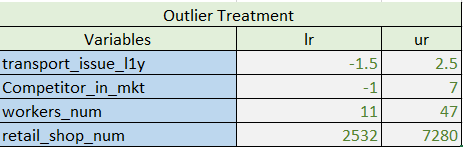 Outlier Treatment
Variables lr ur
transport_issue_l1y -1.5 2.5
Competitor_in_mkt -1 7
workers_num 11 47
retail_shop_num 2532 7280